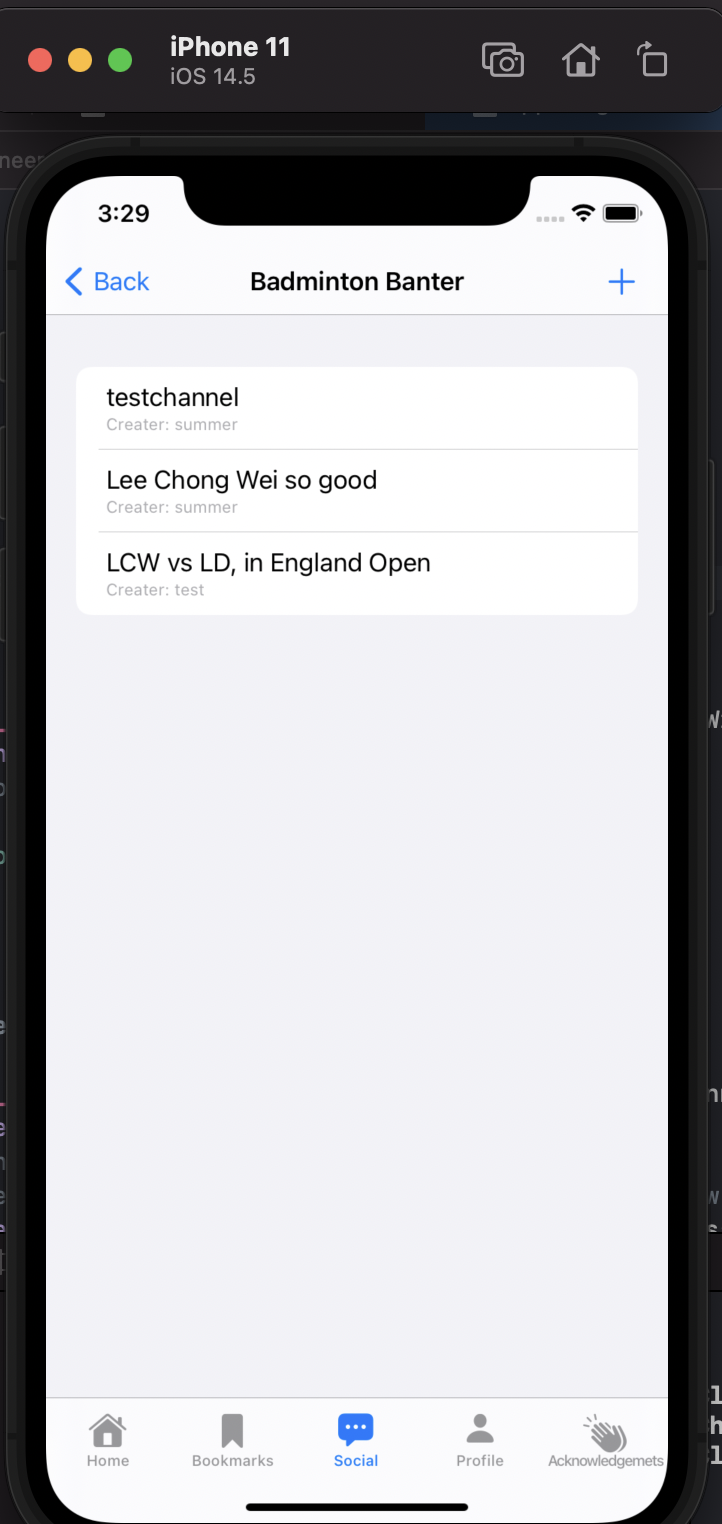 iPhone 11
iOS 14.5
3:29
Back
Badminton Banter
testchannel
Creater: summer
Lee Chong Wei so good
Creater: summer
LCW vs LD, in England Open
Creater: test
Home
Bookmarks
Social
Profile
Acknowledgemets